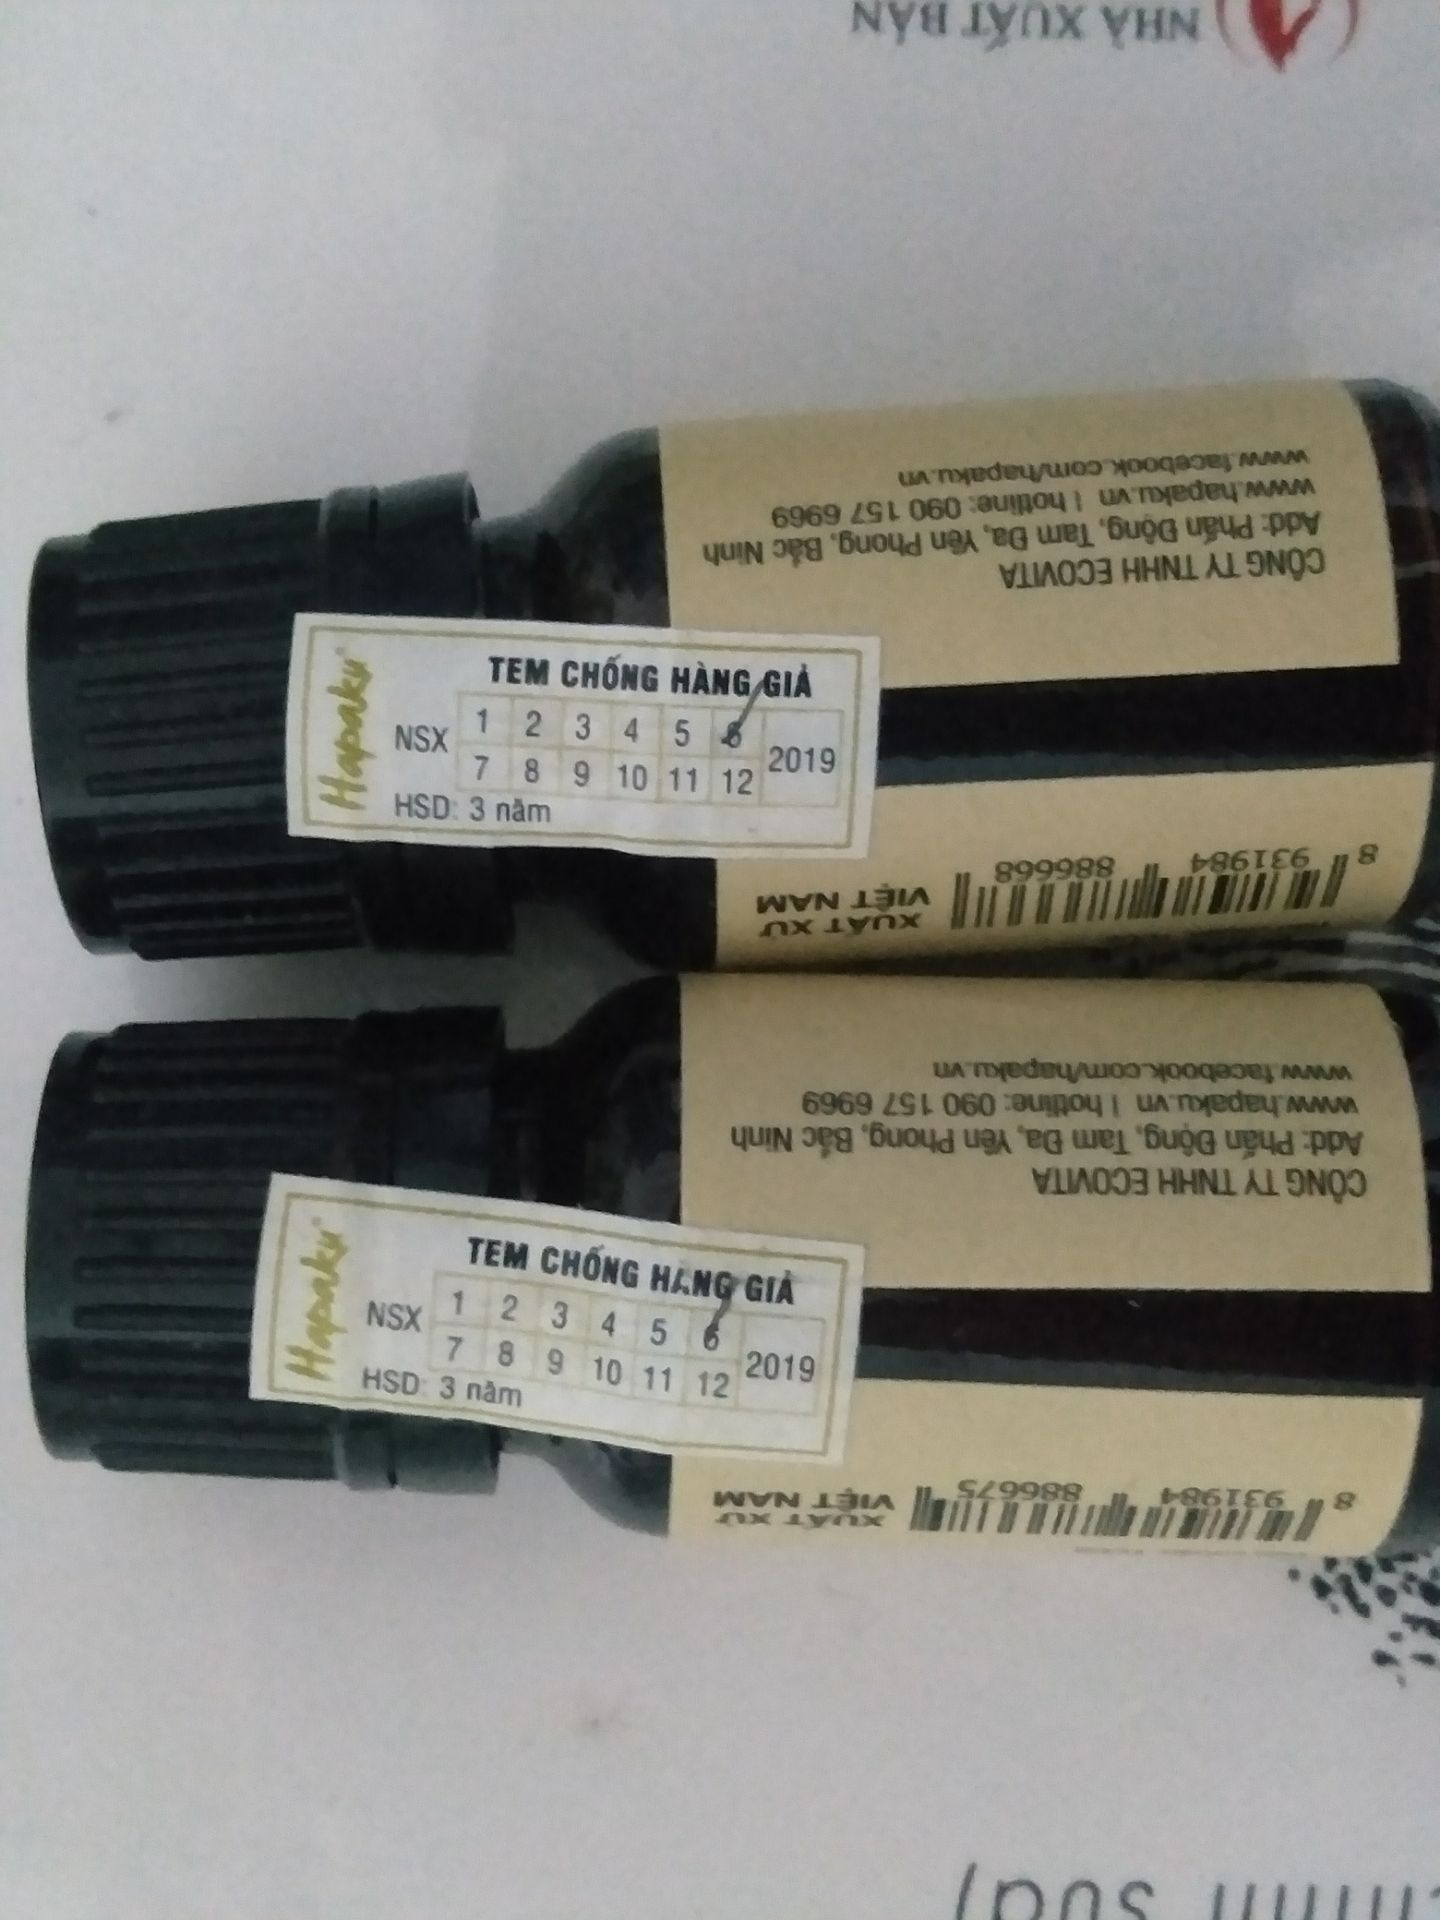 NHÀ XUẤT BẢN
www.facebook.com/hapaku.vn
www.hapaku.vn | hotline: 090 157 6969
Add: Phấn Động, Tam Đa, Yên Phong, Bắc Ninh
CÔNG TY TNHH ECOVITA
Hapaku
TEM CHỐNG HÀNG GIẢ
NSX 1 2 3 4 5 6 2019
7 8 9 10 11 12
HSD: 3 năm
8 931984 886668
XUẤT XỨ
VIỆT NAM
www.facebook.com/hapaku.vn
www.hapaku.vn | hotline: 090 157 6969
Add: Phấn Động, Tam Đa, Yên Phong, Bắc Ninh
CÔNG TY TNHH ECOVITA
Hapaku
TEM CHỐNG HÀNG GIẢ
NSX 1 2 3 4 5 6 2019
7 8 9 10 11 12
HSD: 3 năm
8 931984 886675
XUẤT XỨ
VIỆT NAM